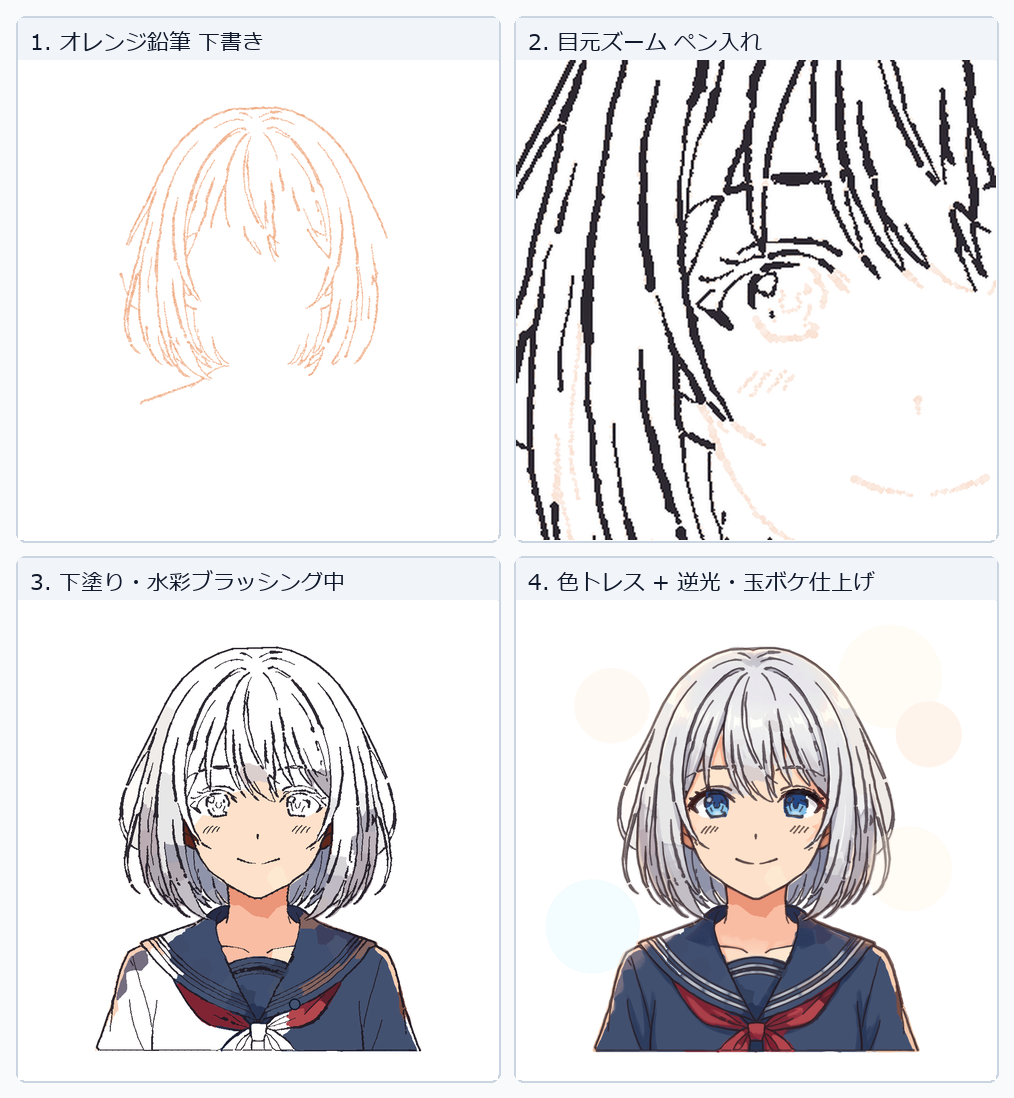 1. オレンジ鉛筆 下書き
2. 目元ズーム ペン入れ
3. 下塗り・水彩ブラッシング中
4. 色トレス + 逆光・玉ボケ仕上げ